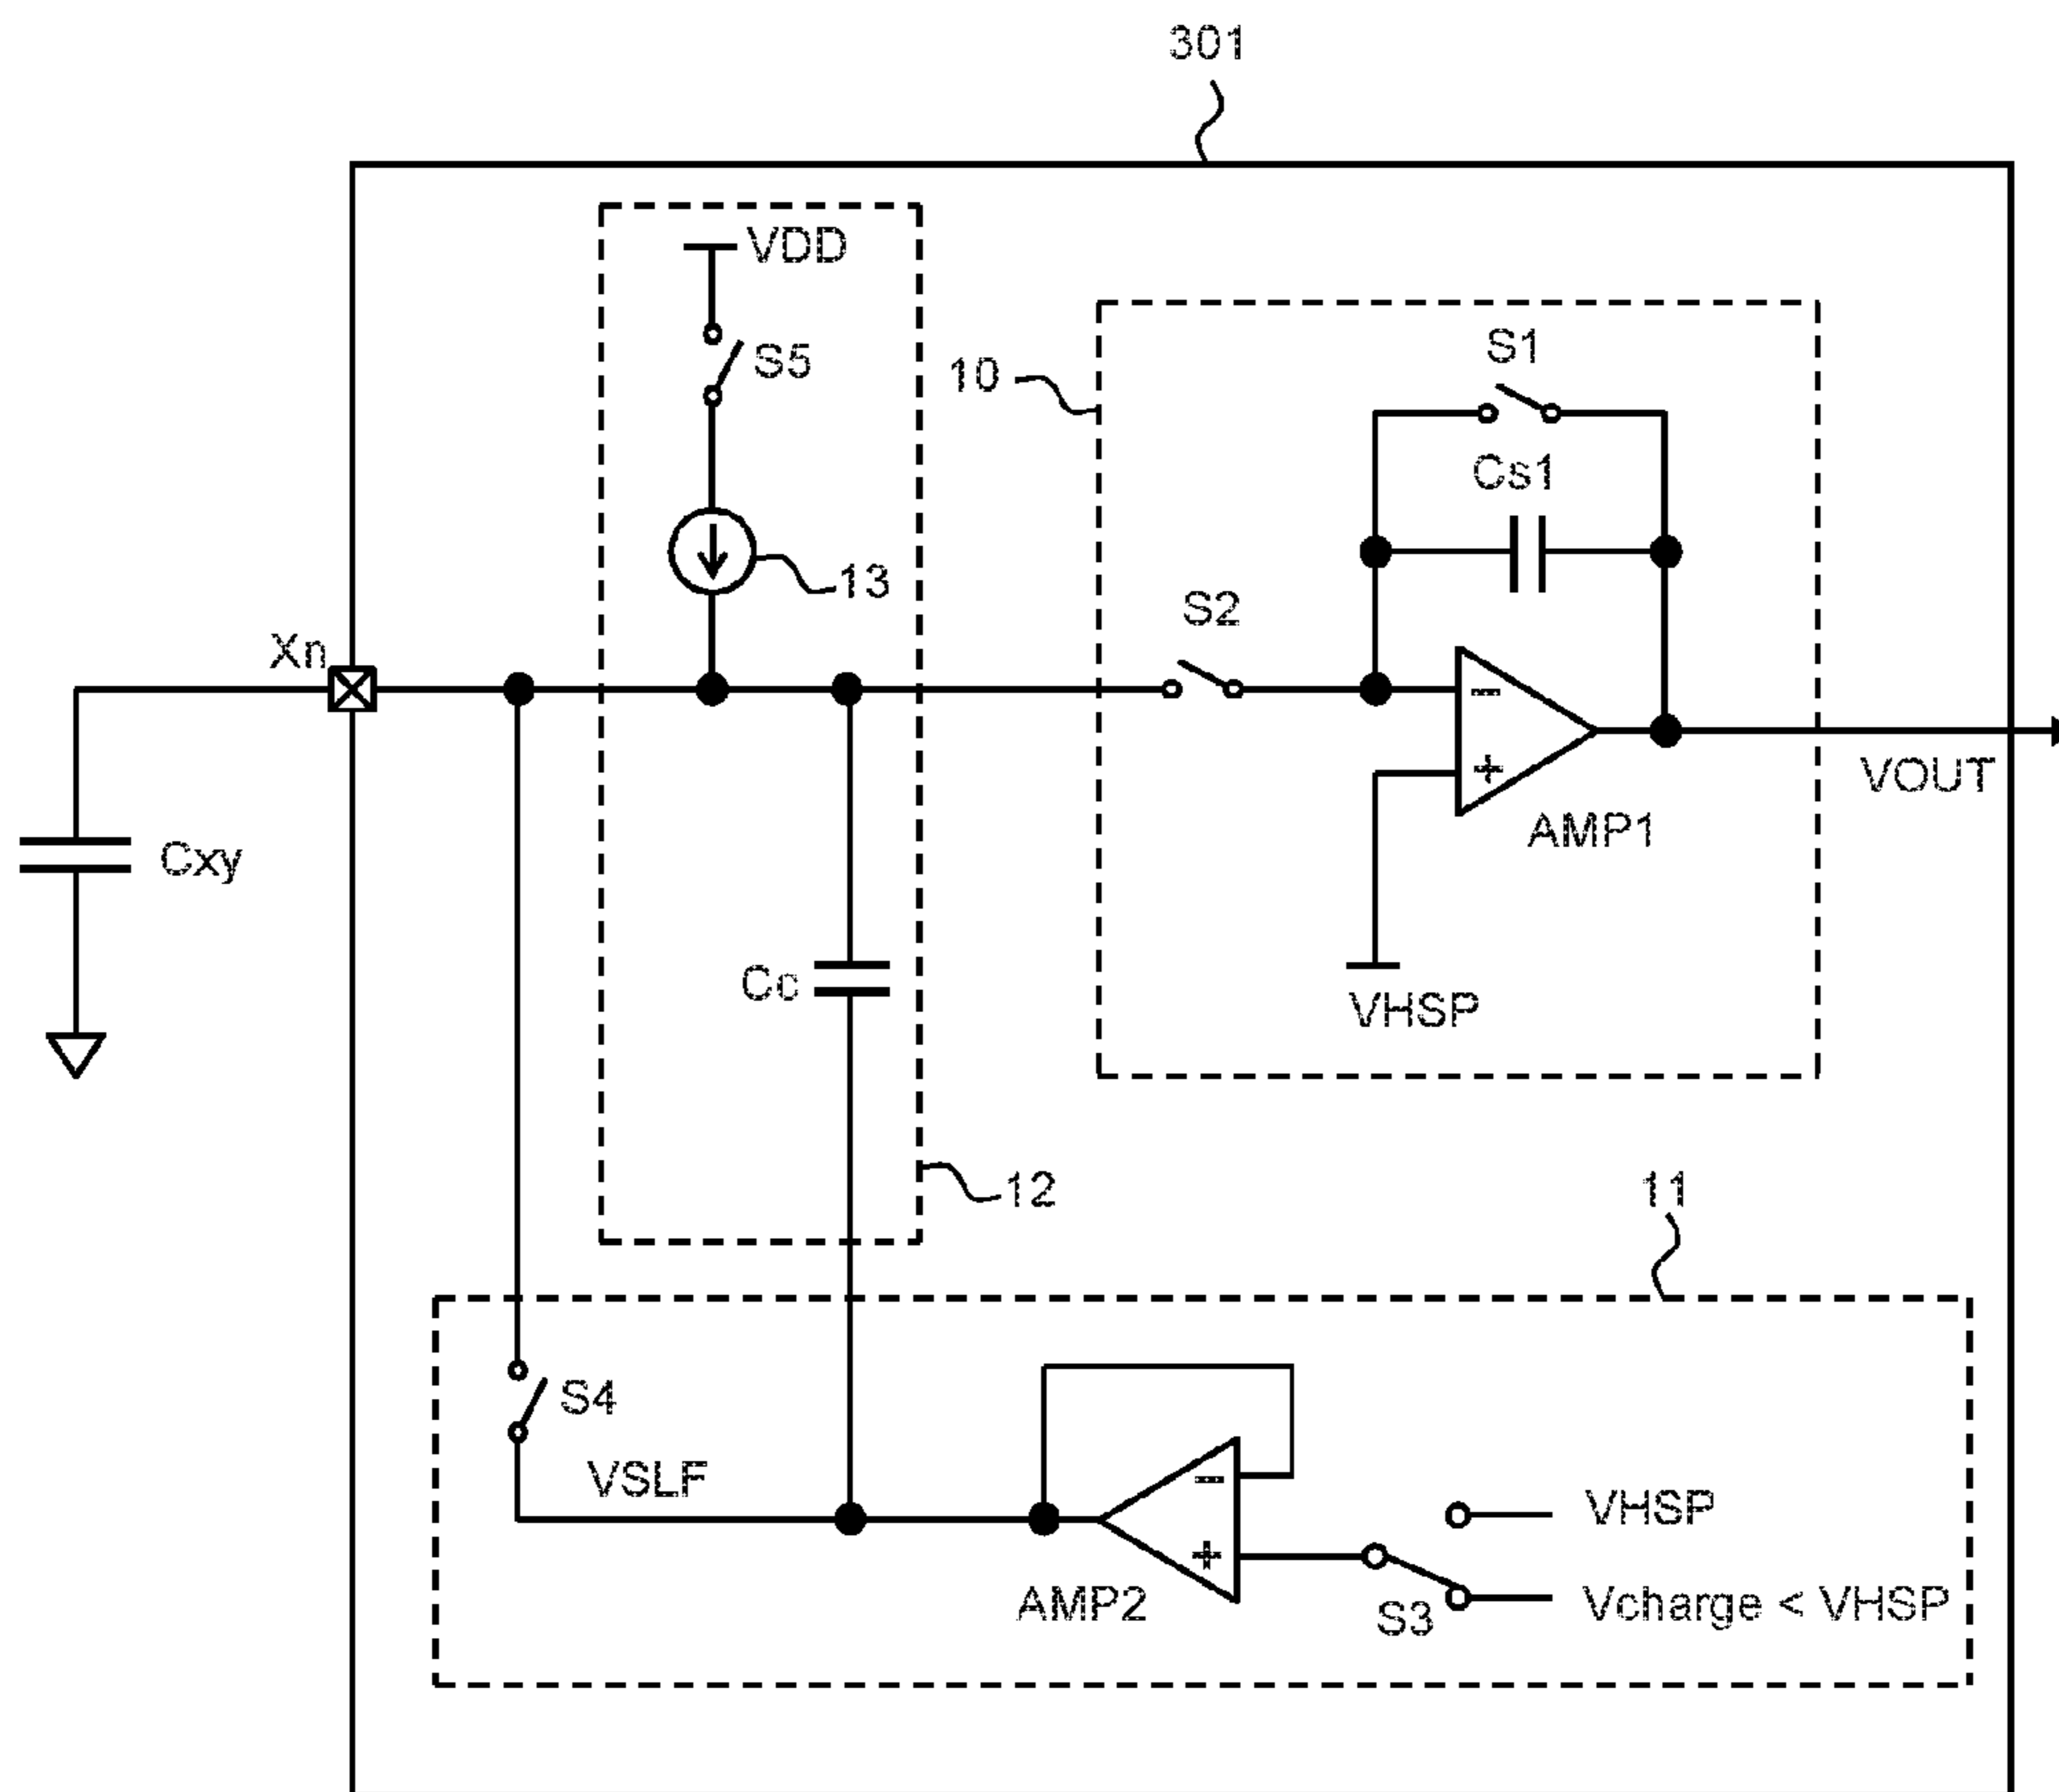 301
VDD
S5
10
S1
Cs1
13
S2
Xn
−
+
VOUT
AMP1
Cxy
Cc
VHSP
12
11
S4
VSLF
−
VHSP
+
AMP2
S3
Vcharge < VHSP